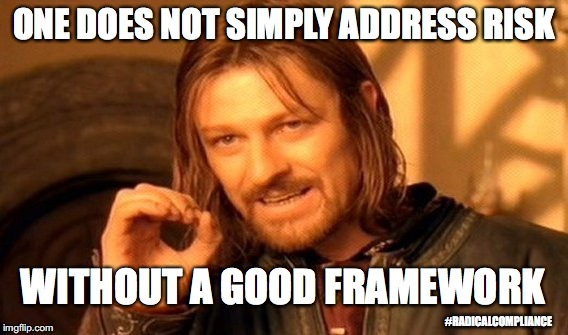 ONE DOES NOT SIMPLY ADDRESS RISK
WITHOUT A GOOD FRAMEWORK
#RADICALCOMPLIANCE
imgflip.com